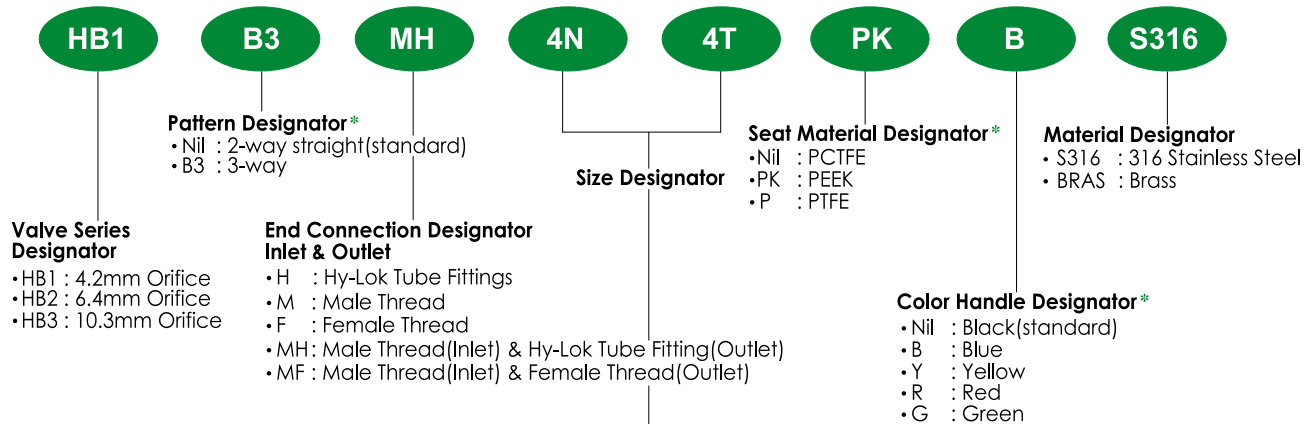 HB1 B3 MH 4N 4T PK B S316
Pattern Designator*
•Nil : 2-way straight(standard)
•B3 : 3-way
Size Designator
Seat Material Designator*
•Nil : PCTFE
•PK : PEEK
•P : PTFE
Material Designator
• S316 : 316 Stainless Steel
• BRAS : Brass
Valve Series
Designator
•HB1 : 4.2mm Orifice
•HB2 : 6.4mm Orifice
•HB3 : 10.3mm Orifice
End Connection Designator
Inlet & Outlet
•H : Hy-Lok Tube Fittings
•M : Male Thread
•F : Female Thread
•MH : Male Thread(Inlet) & Hy-Lok Tube Fitting(Outlet)
•MF : Male Thread(Inlet) & Female Thread(Outlet)
Color Handle Designator*
•Nil : Black(standard)
•B : Blue
•Y : Yellow
•R : Red
•G : Green